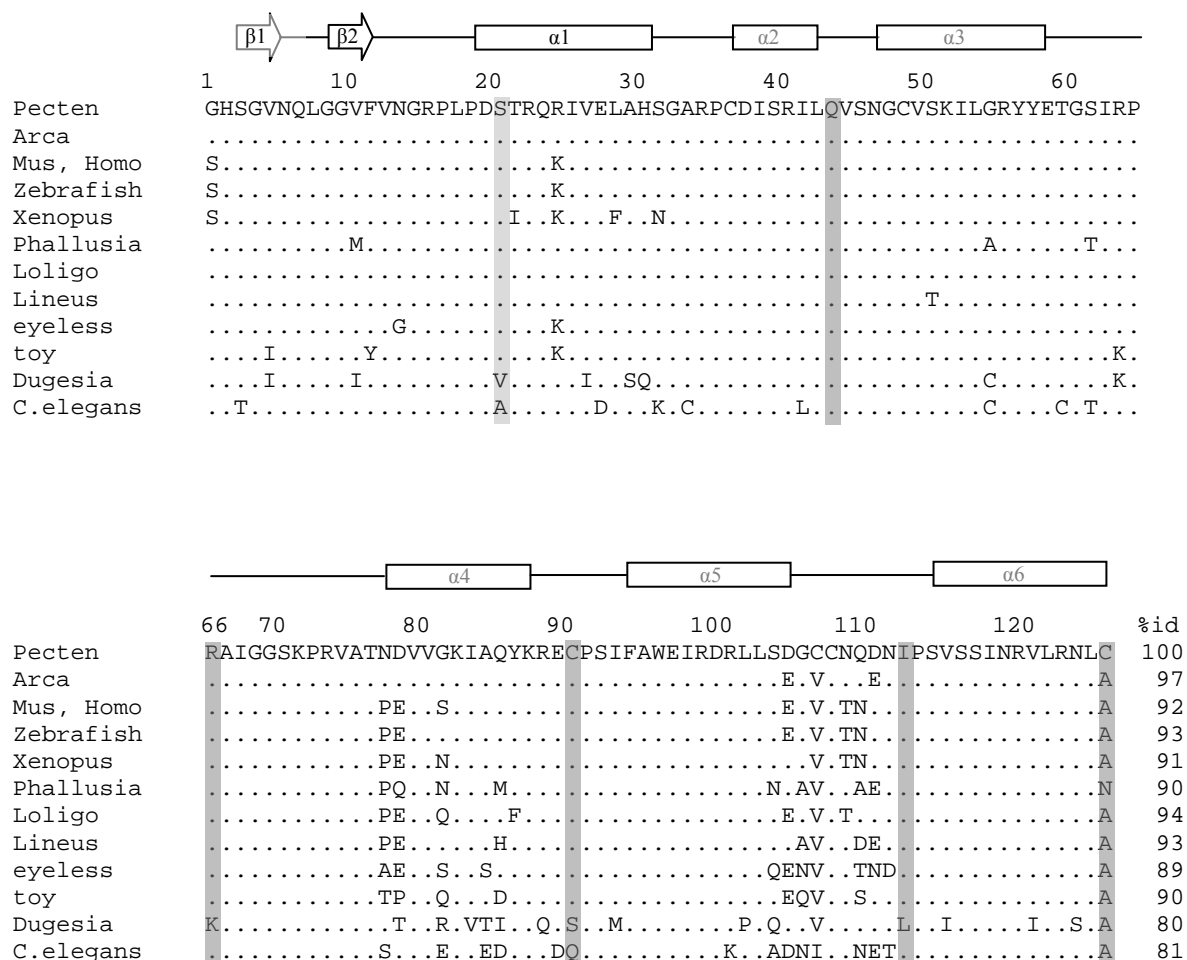 β1 β2 α1 α2 α3
1 10 20 30 40 50 60
Pecten GHSGVNQLGGVFVNGRPLPDSTRQRIVELAHSGARPCDISRILQVSNGCVSKILGRYYETGSIRP
Arca .................................................................
Mus, Homo S.......................K........................................
Zebrafish S.......................K........................................
Xenopus S....................I..K...F..N.................................
Phallusia ..........M...........................................A......T...
Loligo .................................................................
Lineus ..................................................T..............
eyeless .............G..........K........................................
toy ....I......Y............K......................................K.
Dugesia ....I.....I.........V.....I..SQ.......................C........K.
C.elegans ..T.................A......D...K.C.......L............C....C.T...
α4 α5 α6
66 70 80 90 100 110 120 %id
Pecten RAIGGSKPRVATNDVVGKIAQYKRECPSIFAWEIRDRLLSDGCCNQDNIPSVSSINRVLRNLC 100
Arca ........................................E.V...E...............A 97
Mus, Homo ............PE..S.......................E.V.TN................A 92
Zebrafish ............PE..........................E.V.TN................A 93
Xenopus ............PE..N.........................V.TN................A 91
Phallusia ............PQ..N...M..................N.AV..AE...............N 90
Loligo ............PE..Q....F..................E.V.T.................A 94
Lineus ............PE......H....................AV..DE...............A 93
eyeless ............AE..S..S...................QENV..TND..............A 89
toy ............TP..Q...D...................EQV..S................A 90
Dugesia K............T..R.VTI..Q.S..M........P.Q..V.....L..I.....I..S.A 80
C.elegans ............S...E..ED...DQ..........K..ADNI..NET..............A 81